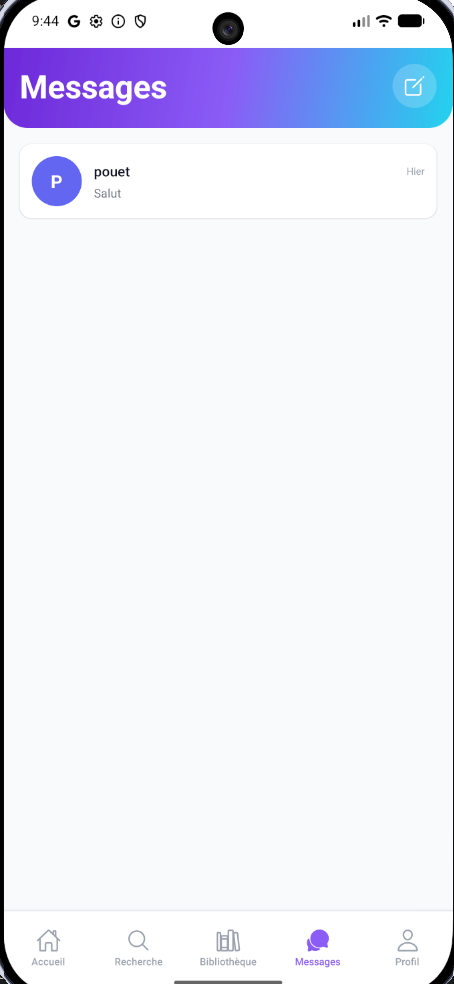 9:44
Messages
P
pouet
Hier
Salut
Accueil
Recherche
Bibliothèque
Messages
Profil